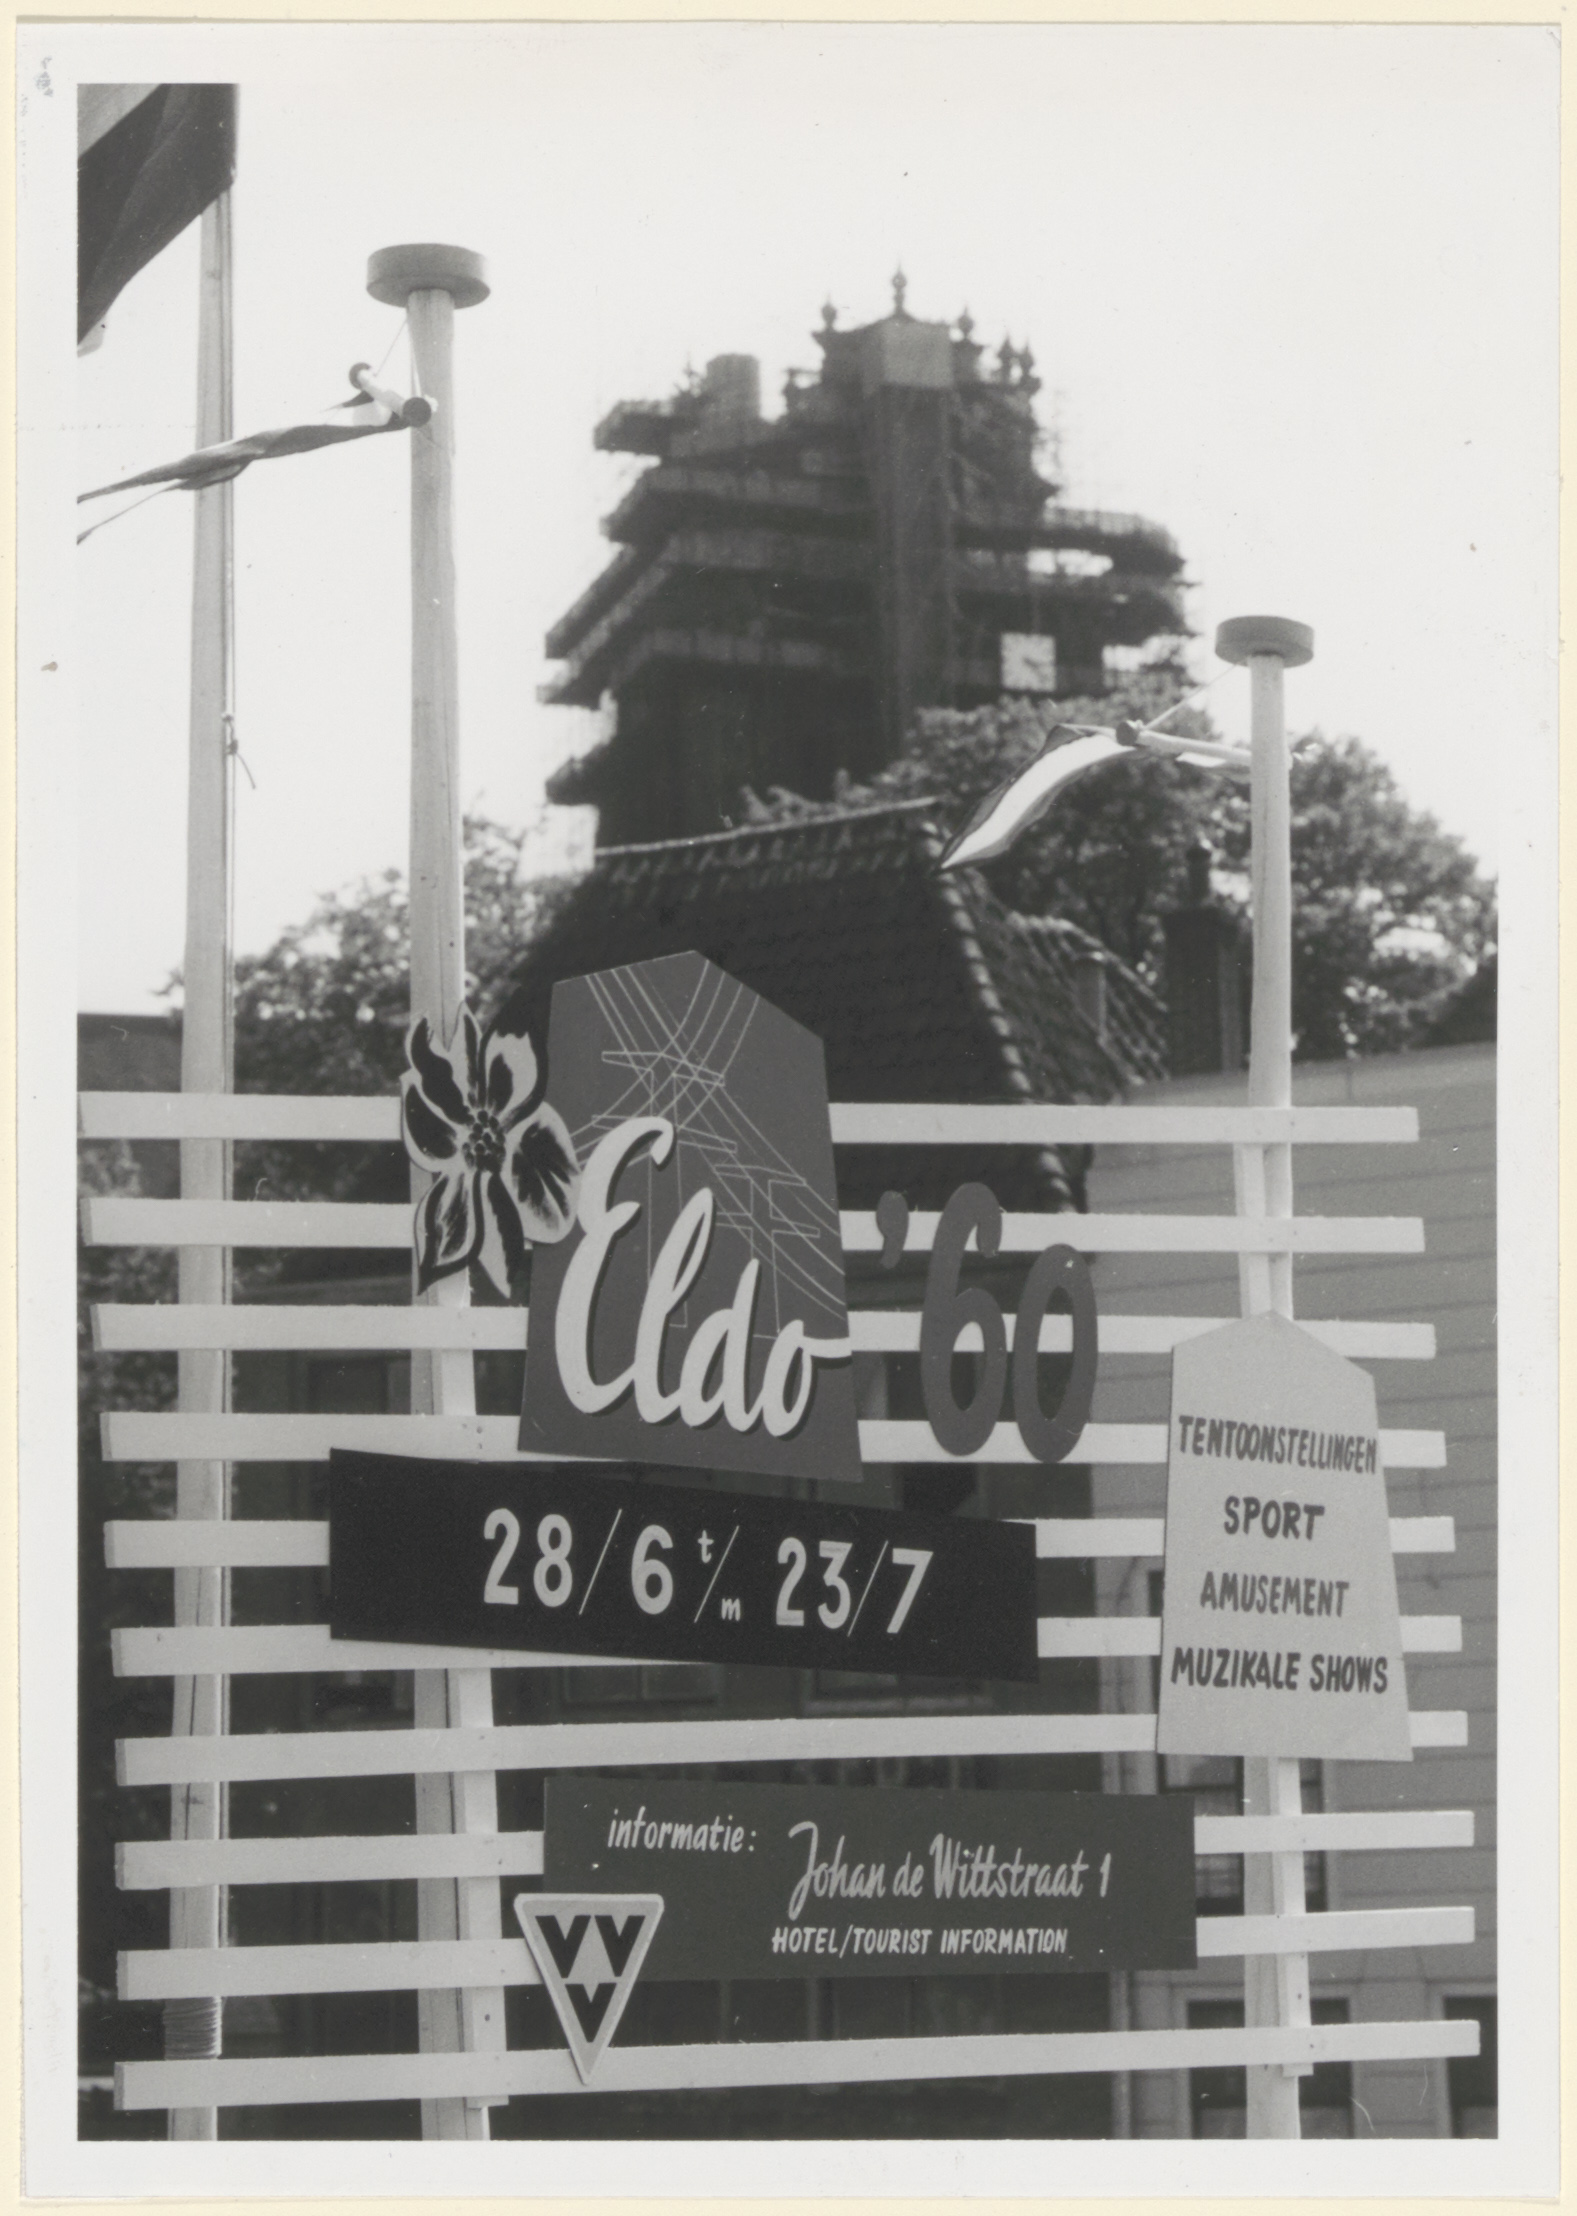 Eldo '60
28/6 t/m 23/7
TENTOONSTELLINGEN
SPORT
AMUSEMENT
MUZIKALE SHOWS
informatie: Johan de Wittstraat 1
HOTEL/TOURIST INFORMATION
VVV